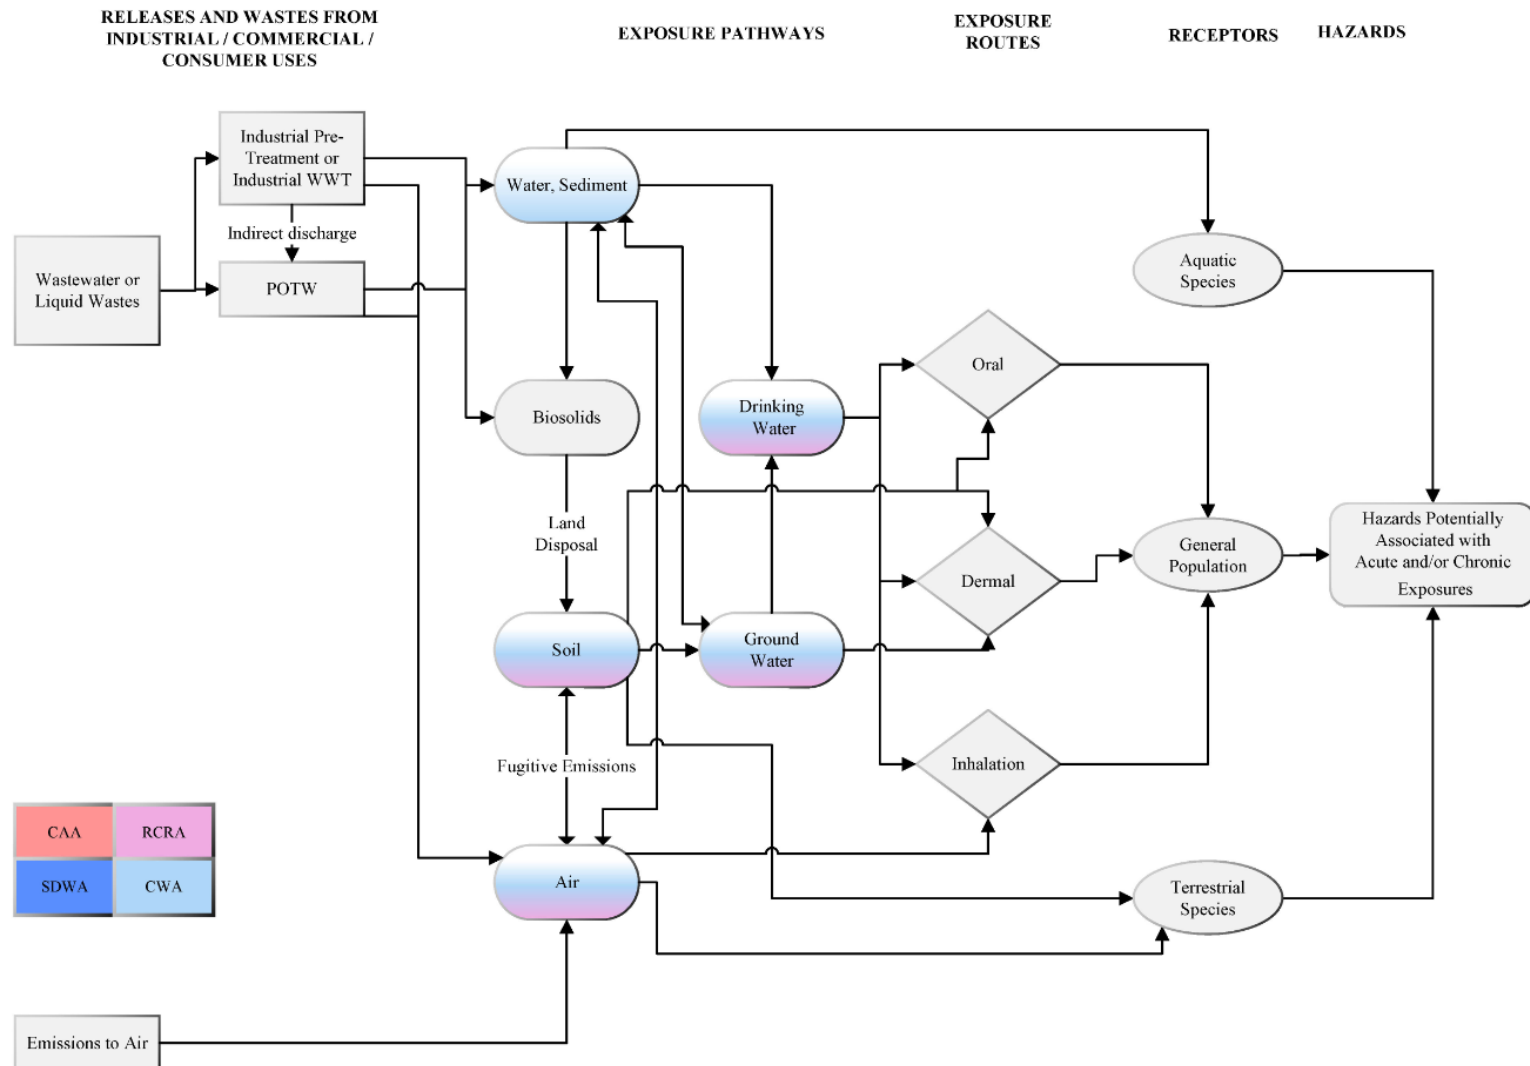 RELEASES AND WASTES FROM
INDUSTRIAL / COMMERCIAL /
CONSUMER USES
EXPOSURE PATHWAYS
EXPOSURE
ROUTES
RECEPTORS
HAZARDS
Industrial Pre-
Treatment or
Industrial WWT
Indirect discharge
Wastewater or
Liquid Wastes
POTW
Water, Sediment
Aquatic
Species
Oral
Biosolids
Drinking
Water
Land
Disposal
Hazards Potentially
Associated with
Acute and/or Chronic
Exposures
General
Population
Dermal
Soil
Ground
Water
Fugitive Emissions
Inhalation
CAA
RCRA
SDWA
CWA
Air
Terrestrial
Species
Emissions to Air